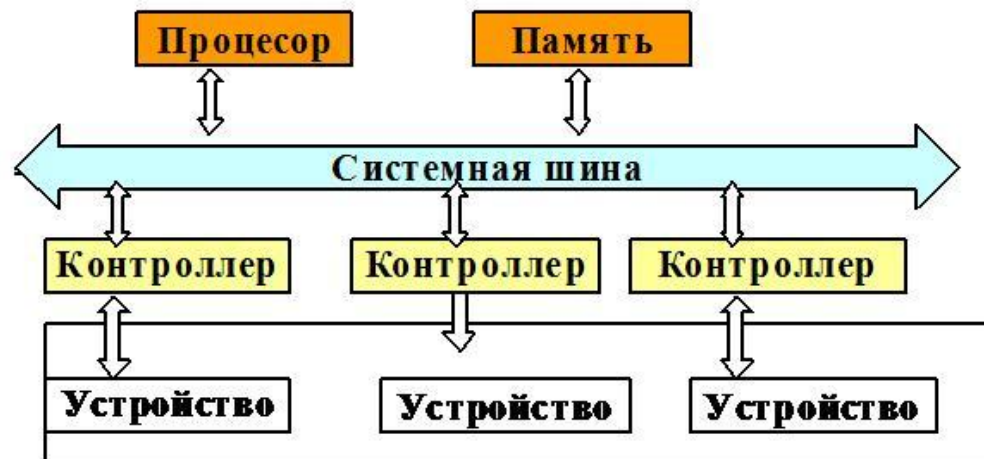 Процесор
Память
Системная шина
Контроллер
Контроллер
Контроллер
Устройство
Устройство
Устройство